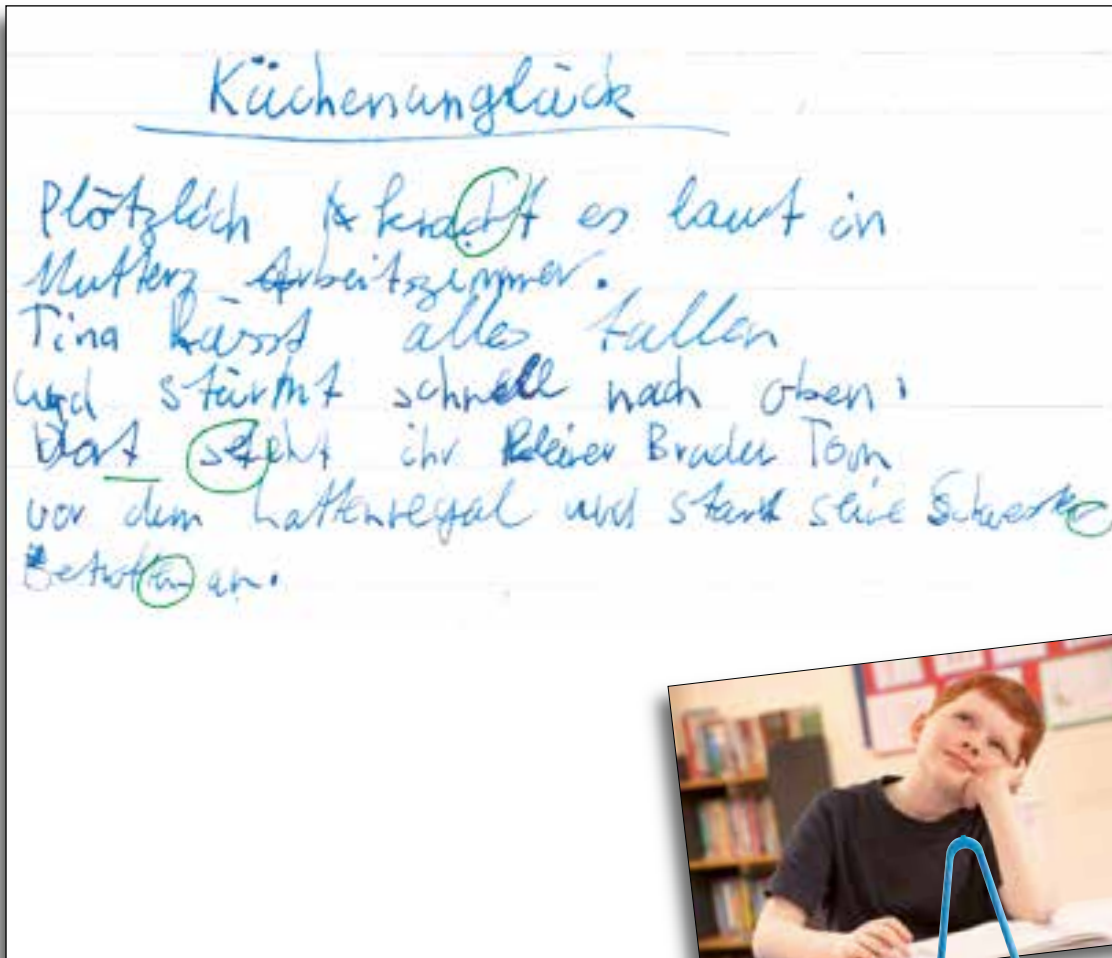 Küchenunglück
Plötzlich kracht es laut in
Mutters Arbeitszimmer.
Tina lässt alles fallen
und stürmt schnell nach oben.
Dort steht ihr kleiner Bruder Tom
vor dem und starrt seine Schwester
an.